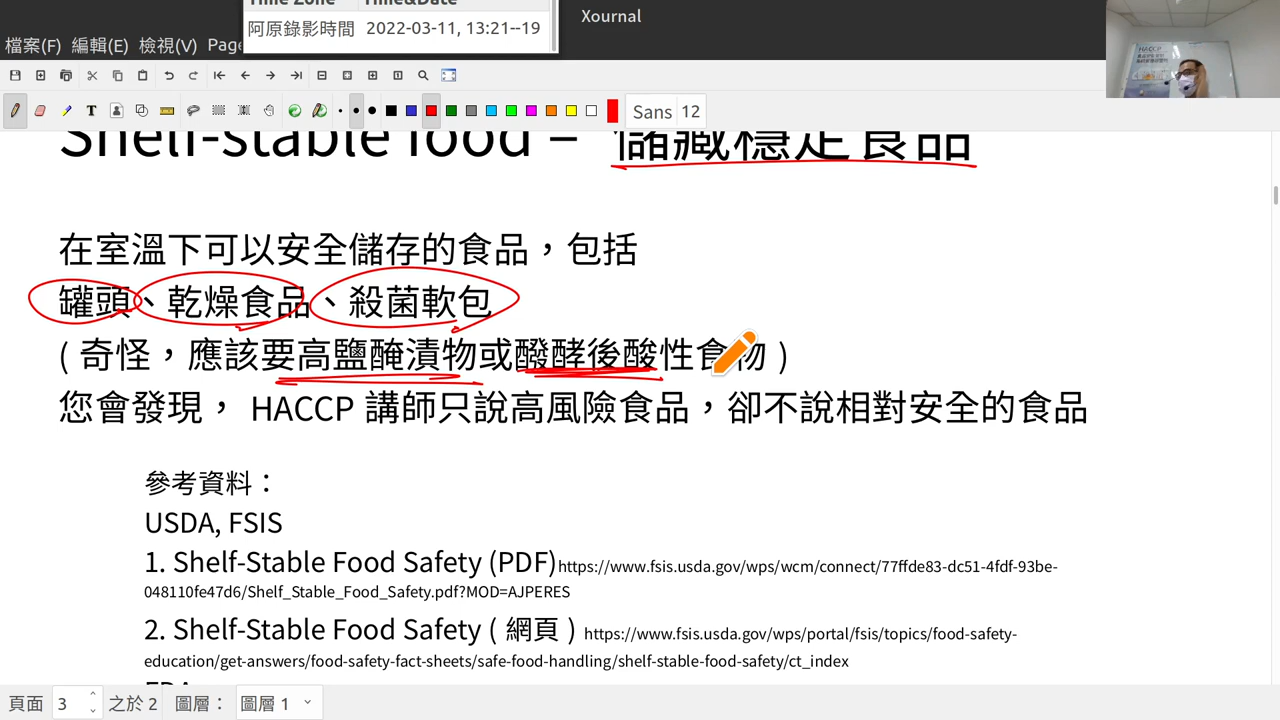 Time Zone Time&Date
阿原錄影時間 2022-03-11, 13:21--19
Xournal
檔案(F) 編輯(E) 檢視(V) Page
HACCP
T
Sans 12
Shelf-stable food – 儲藏穩定食品
在室溫下可以安全儲存的食品，包括
罐頭、乾燥食品、殺菌軟包
( 奇怪，應該要高鹽醃漬物或醱酵後酸性食物 )
您會發現， HACCP 講師只說高風險食品，卻不說相對安全的食品
參考資料：
USDA, FSIS
1. Shelf-Stable Food Safety (PDF)https://www.fsis.usda.gov/wps/wcm/connect/77ffde83-dc51-4fdf-93be-
048110fe47d6/Shelf_Stable_Food_Safety.pdf?MOD=AJPERES
2. Shelf-Stable Food Safety ( 網頁 ) https://www.fsis.usda.gov/wps/portal/fsis/topics/food-safety-
education/get-answers/food-safety-fact-sheets/safe-food-handling/shelf-stable-food-safety/ct_index
頁面 3 之於 2 圖層： 圖層 1